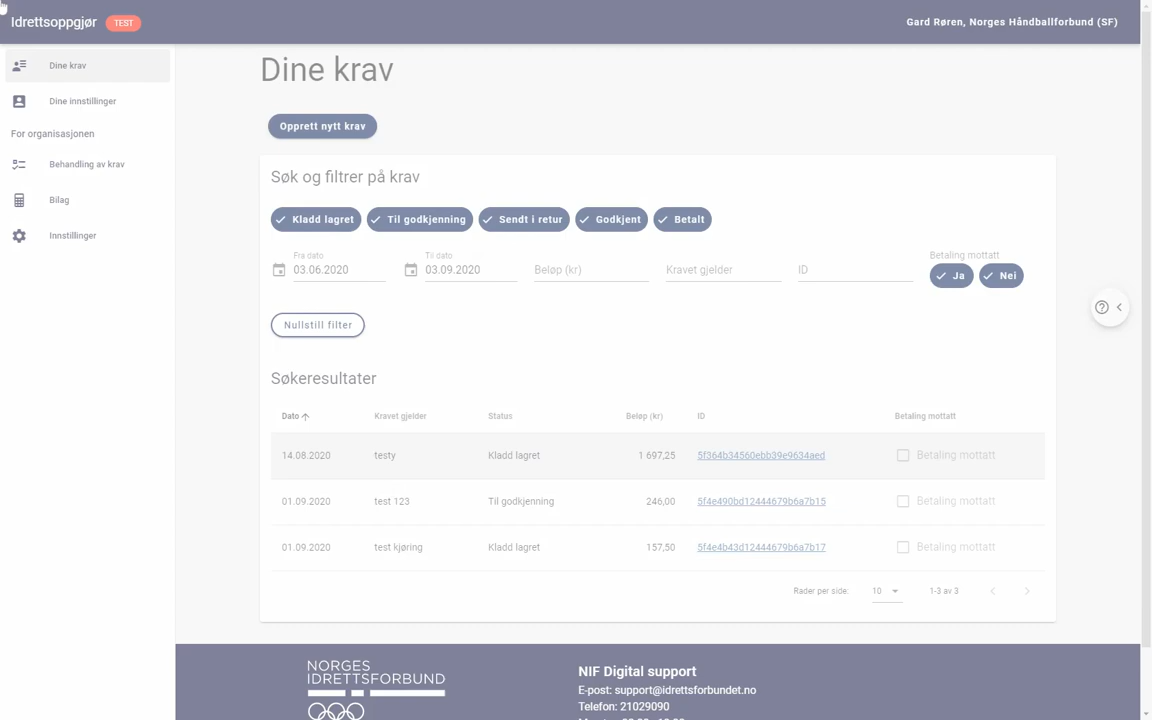 Idrettsoppgjør TEST
Gard Røren, Norges Håndballforbund (SF)
Dine krav
Dine innstillinger
For organisasjonen
Behandling av krav
Bilag
Innstillinger
Dine krav
Opprett nytt krav
Søk og filtrer på krav
Kladd lagret Til godkjenning Sendt i retur Godkjent Betalt
Fra dato Til dato Betaling mottatt
03.06.2020 03.09.2020 Beløp (kr) Kravet gjelder ID Ja Nei
Nullstill filter
Søkeresultater
Dato Kravet gjelder Status Beløp (kr) ID Betaling mottatt
14.08.2020 testy Kladd lagret 1 697,25 5f364b34560ebb39e9634aed Betaling mottatt
01.09.2020 test 123 Til godkjenning 246,00 5f4e490bd12444679b6a7b15 Betaling mottatt
01.09.2020 test kjøring Kladd lagret 157,50 5f4e4b43d12444679b6a7b17 Betaling mottatt
Rader per side: 10 1-3 av 3
NORGES
IDRETTSFORBUND
NIF Digital support
E-post: support@idrettsforbundet.no
Telefon: 21029090